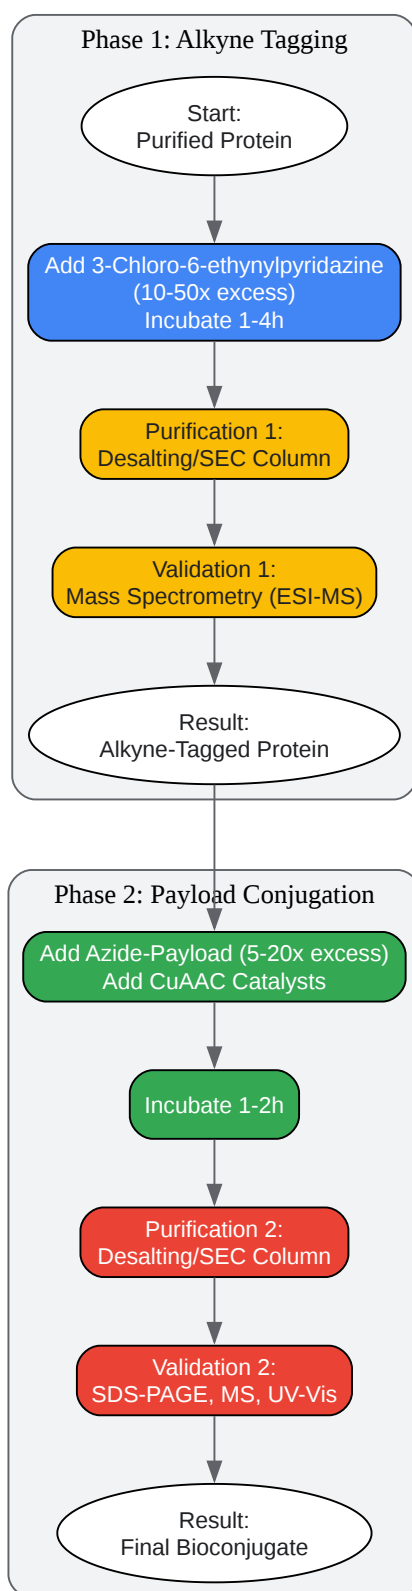 Phase 1: Alkyne Tagging
Start:
Purified Protein
Add 3-Chloro-6-ethynylpyridazine
(10-50x excess)
Incubate 1-4h
Purification 1:
Desalting/SEC Column
Validation 1:
Mass Spectrometry (ESI-MS)
Result:
Alkyne-Tagged Protein
Phase 2: Payload Conjugation
Add Azide-Payload (5-20x excess)
Add CuAAC Catalysts
Incubate 1-2h
Purification 2:
Desalting/SEC Column
Validation 2:
SDS-PAGE, MS, UV-Vis
Result:
Final Bioconjugate